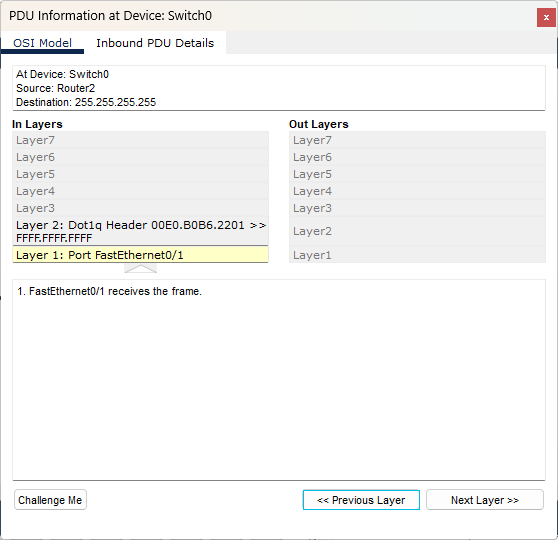 PDU Information at Device: Switch0
x
OSI Model Inbound PDU Details
At Device: Switch0
Source: Router2
Destination: 255.255.255.255
In Layers Out Layers
Layer7 Layer7
Layer6 Layer6
Layer5 Layer5
Layer4 Layer4
Layer3 Layer3
Layer 2: Dot1q Header 00E0.B0B6.2201 >>
FFFF.FFFF.FFFF
Layer2
Layer 1: Port FastEthernet0/1 Layer1
1. FastEthernet0/1 receives the frame.
Challenge Me << Previous Layer Next Layer >>